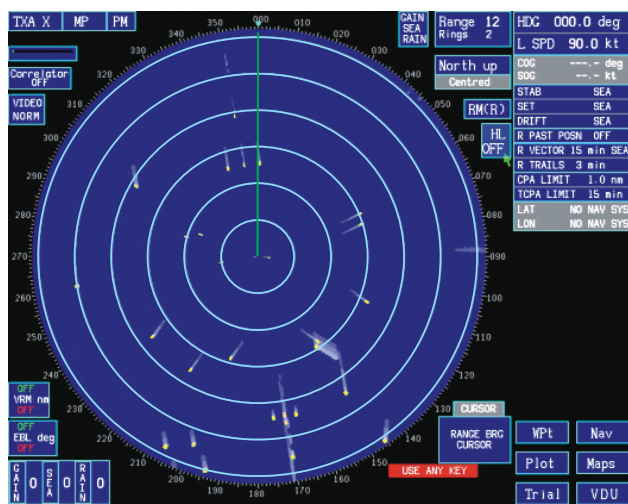 TXA X MP PM
Correlator
OFF
VIDEO
NORM
GAIN
SEA
RAIN
Range 12
Rings 2
North up
Centred
RM(R)
HL
OFF
HDG 000.0 deg
L SPD 90.0 kt
COG ---.- deg
SOG ---.- kt
STAB SEA
SET SEA
DRIFT SEA
R PAST POSN OFF
R VECTOR 15 min SEA
R TRAILS 3 min
CPA LIMIT 1.0 nm
TCPA LIMIT 15 min
LAT NO NAV SYS
LON NO NAV SYS
350 000 010
340 020
330 030
320 040
310 050
300 060
290 070
280 080
270 090
260 100
250 110
240 120
230 130
220 140
210 150
200 160
190 180 170
OFF
VRM nm
OFF
OFF
EBL deg
OFF
GAIN 0 SEA 0 RAIN 0
CURSOR
RANGE BRG
CURSOR
USE ANY KEY
WPt Nav
Plot Maps
Trial VDU